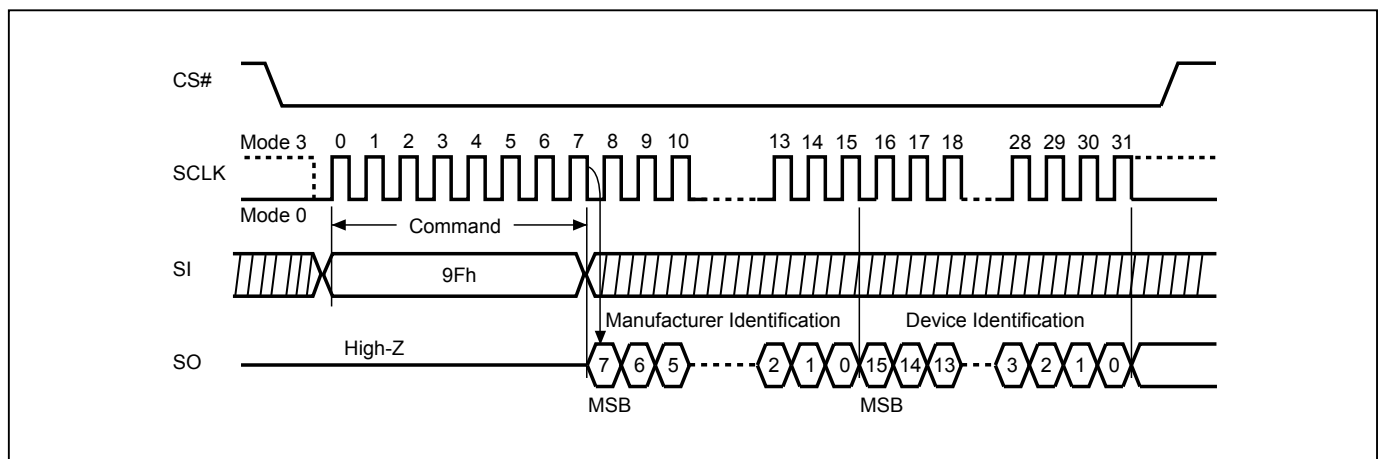 CS#
Mode 3 0 1 2 3 4 5 6 7 8 9 10 13 14 15 16 17 18 28 29 30 31
SCLK
Mode 0
Command
SI 9Fh
Manufacturer Identification Device Identification
High-Z
SO 7 6 5 2 1 0 15 14 13 3 2 1 0
MSB MSB